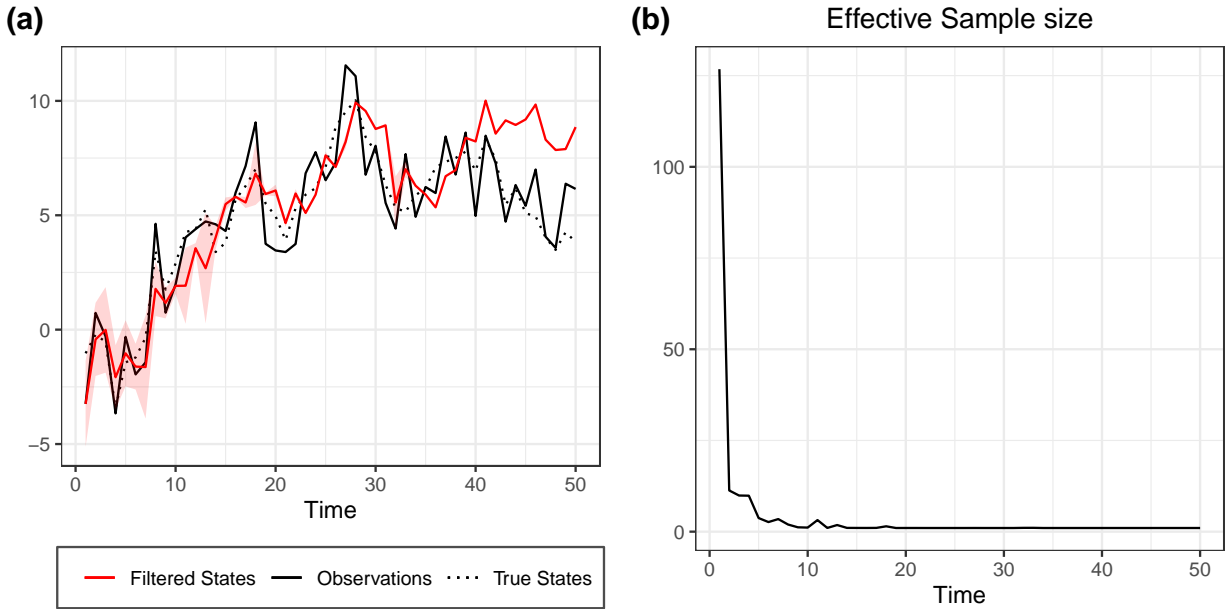 (a)
10
5
0
−5
0 10 20 30 40 50
Time
Filtered States Observations True States
(b)
Effective Sample size
100
50
0
0 10 20 30 40 50
Time